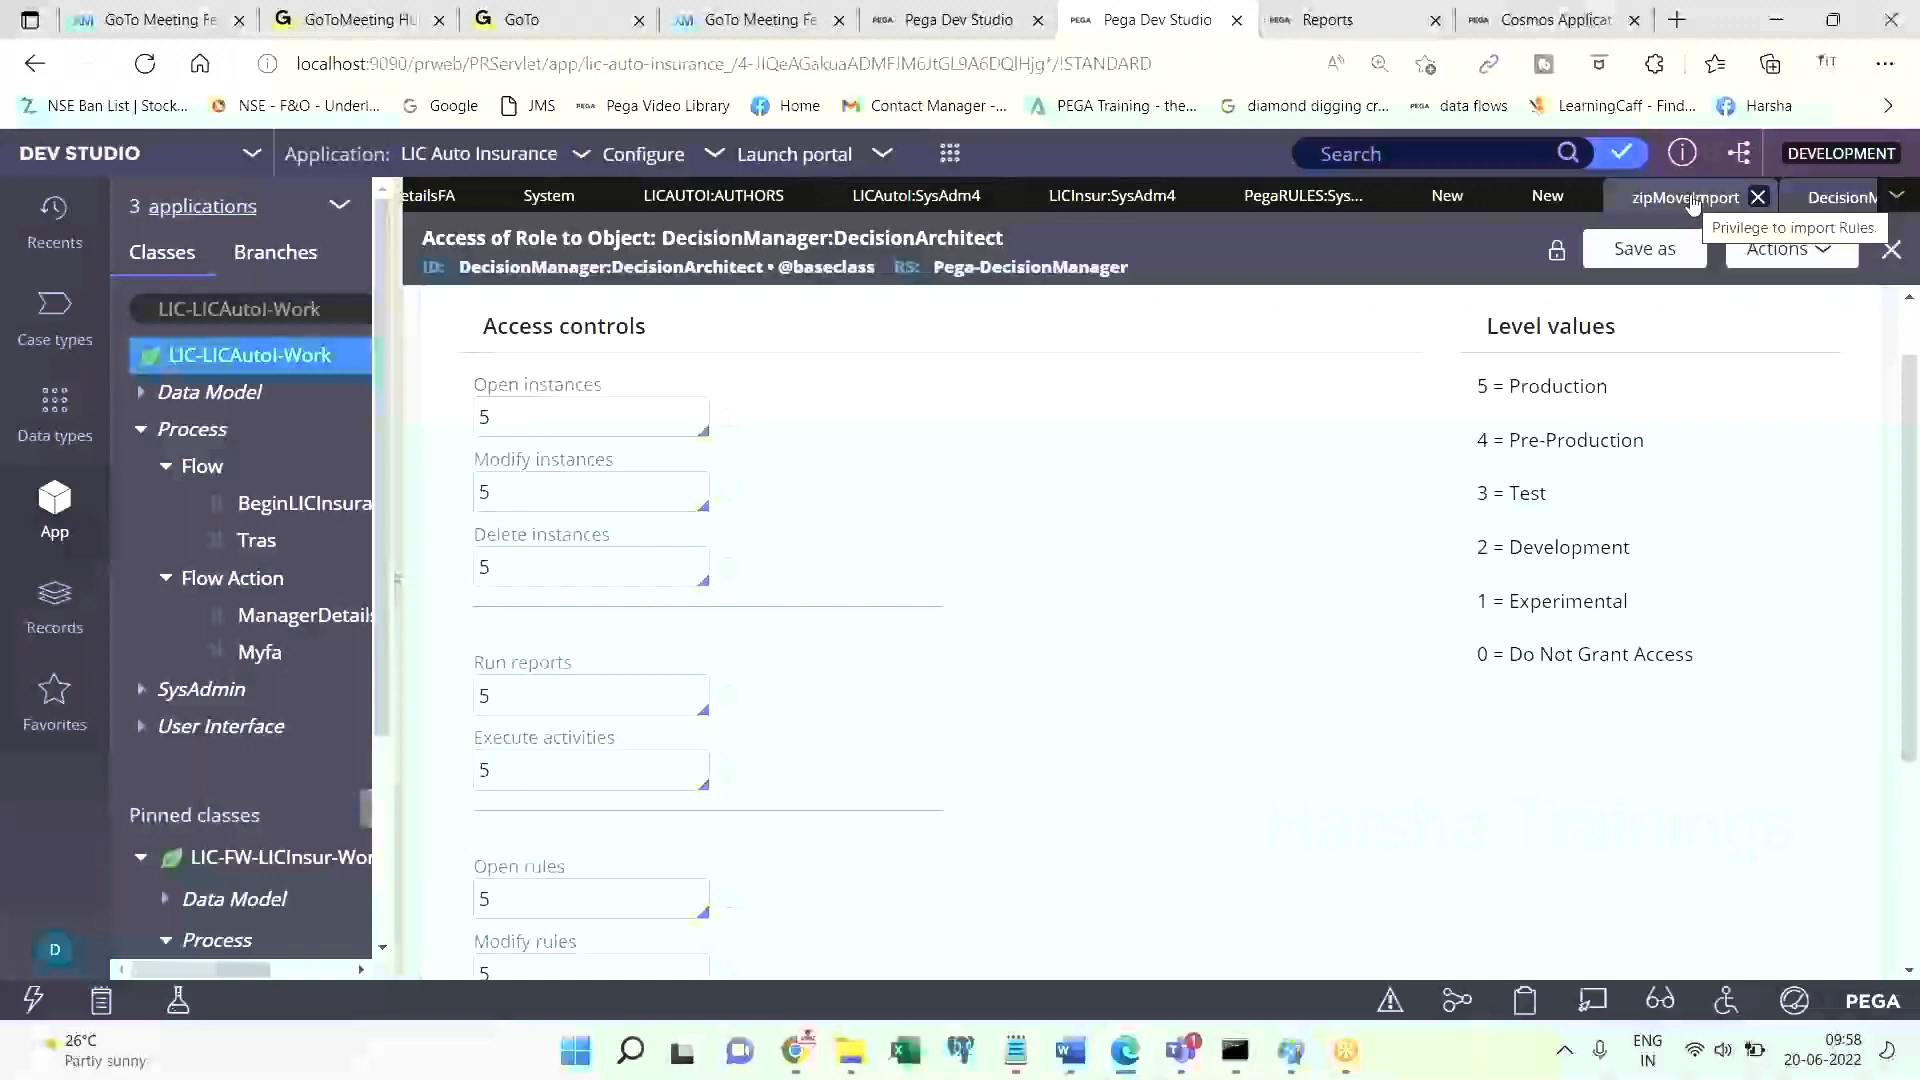 GoTo Meeting Fe
GoToMeeting HU
GoTo
GoTo Meeting Fe
PEGA Pega Dev Studio
PEGA Pega Dev Studio
PEGA Reports
PEGA Cosmos Applicat
localhost:9090/prweb/PRServlet/app/lic-auto-insurance_/4-JIQeAGakuaADMFJM6JtGL9A6DQlHjg*/!STANDARD
NSE Ban List | Stock...
NSE - F&O - Underl...
Google
JMS
PEGA Pega Video Library
Home
Contact Manager -...
PEGA Training - the...
diamond digging cr...
PEGA data flows
LearningCaff - Find...
Harsha
DEV STUDIO
Application: LIC Auto Insurance
Configure
Launch portal
Search
DEVELOPMENT
Recents
Case types
Data types
App
Records
Favorites
D
3 applications
Classes
Branches
LIC-LICAutoI-Work
LIC-LICAutoI-Work
Data Model
Process
Flow
BeginLICInsura
Tras
Flow Action
ManagerDetails
Myfa
SysAdmin
User Interface
Pinned classes
LIC-FW-LICInsur-Wor
Data Model
Process
etailsFA
System
LICAUTOI:AUTHORS
LICAutoI:SysAdm4
LICInsur:SysAdm4
PegaRULES:Sys...
New
New
zipMoveImport
DecisionM
Privilege to import Rules.
Access of Role to Object: DecisionManager:DecisionArchitect
ID: DecisionManager:DecisionArchitect • @baseclass RS: Pega-DecisionManager
Save as
Actions
Access controls
Open instances
5
Modify instances
5
Delete instances
5
Run reports
5
Execute activities
5
Open rules
5
Modify rules
5
Level values
5 = Production
4 = Pre-Production
3 = Test
2 = Development
1 = Experimental
0 = Do Not Grant Access
Harsha Trainings
PEGA
26°C
Partly sunny
ENG
IN
09:58
20-06-2022